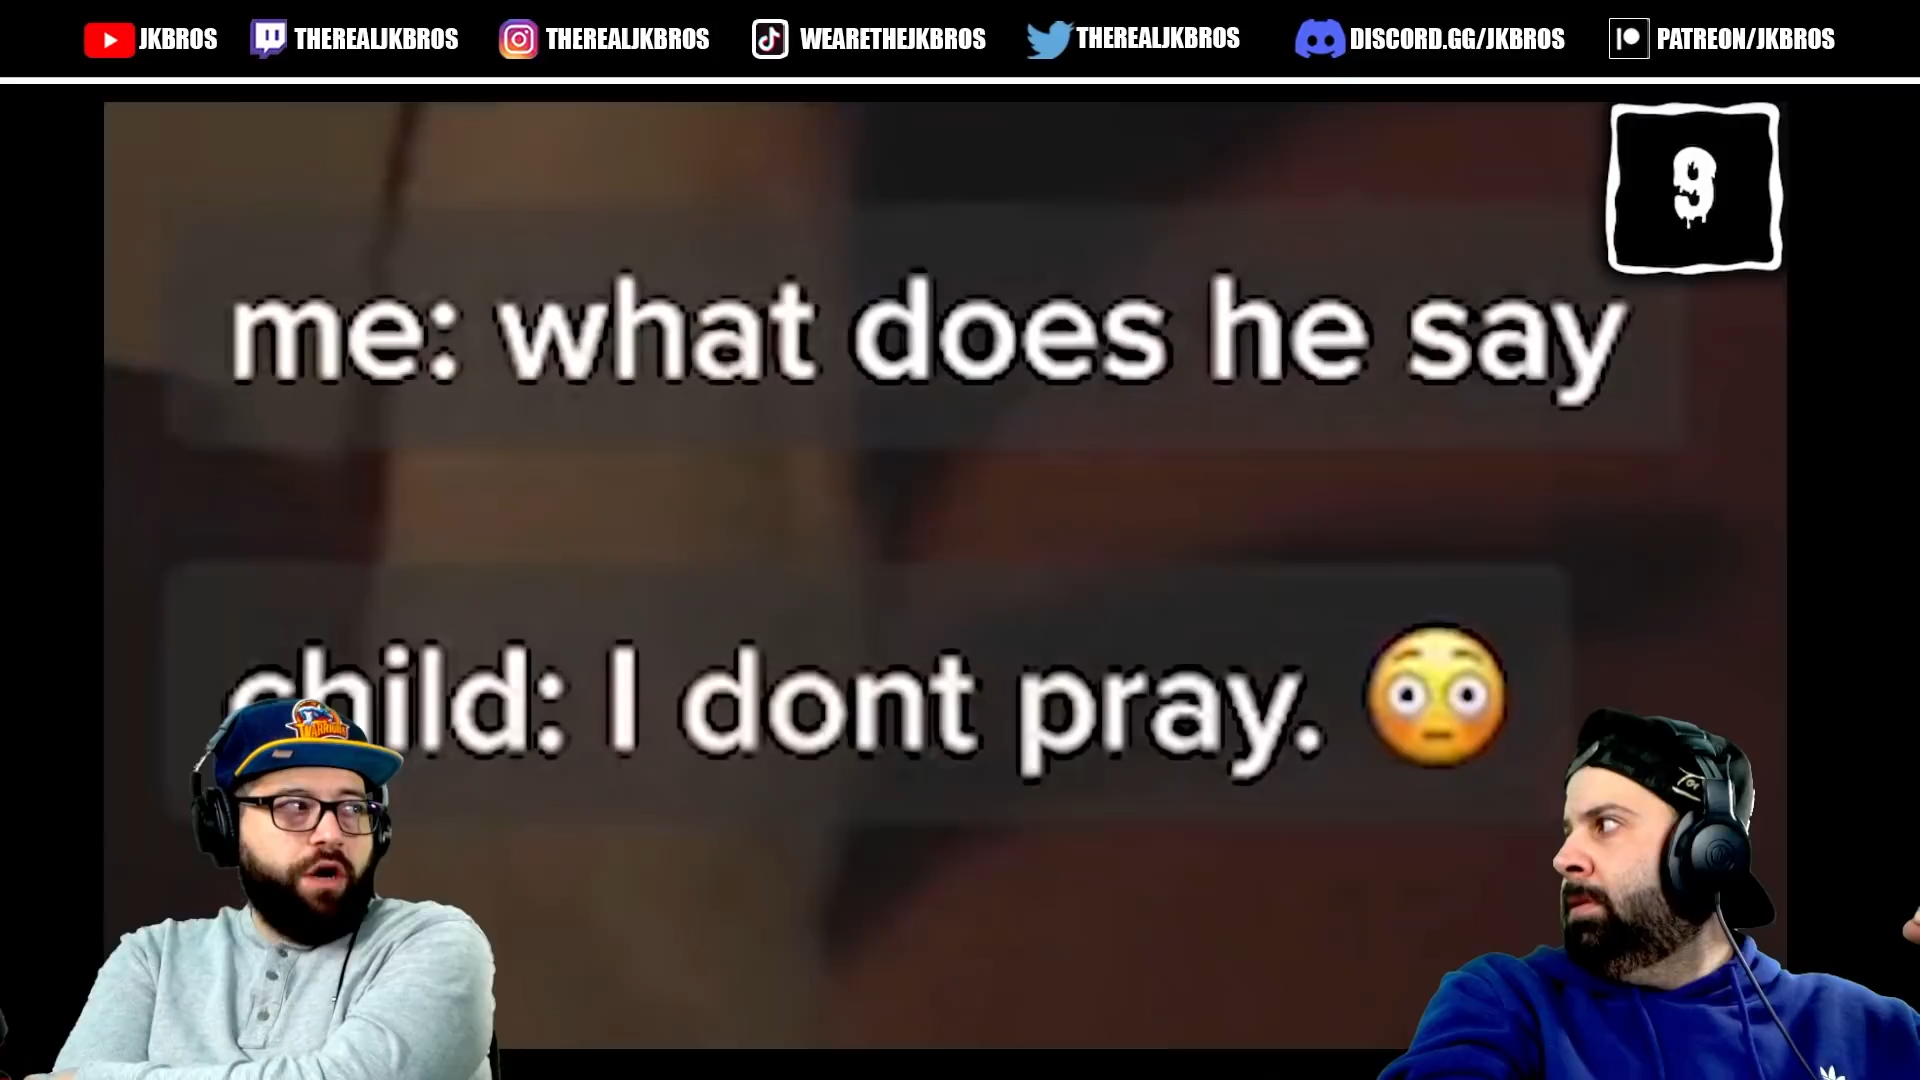 JKBROS THEREALJKBROS THEREALJKBROS WEARETHEJKBROS THEREALJKBROS DISCORD.GG/JKBROS PATREON/JKBROS
9
me: what does he say
child: I dont pray. 😳
WARRIORS